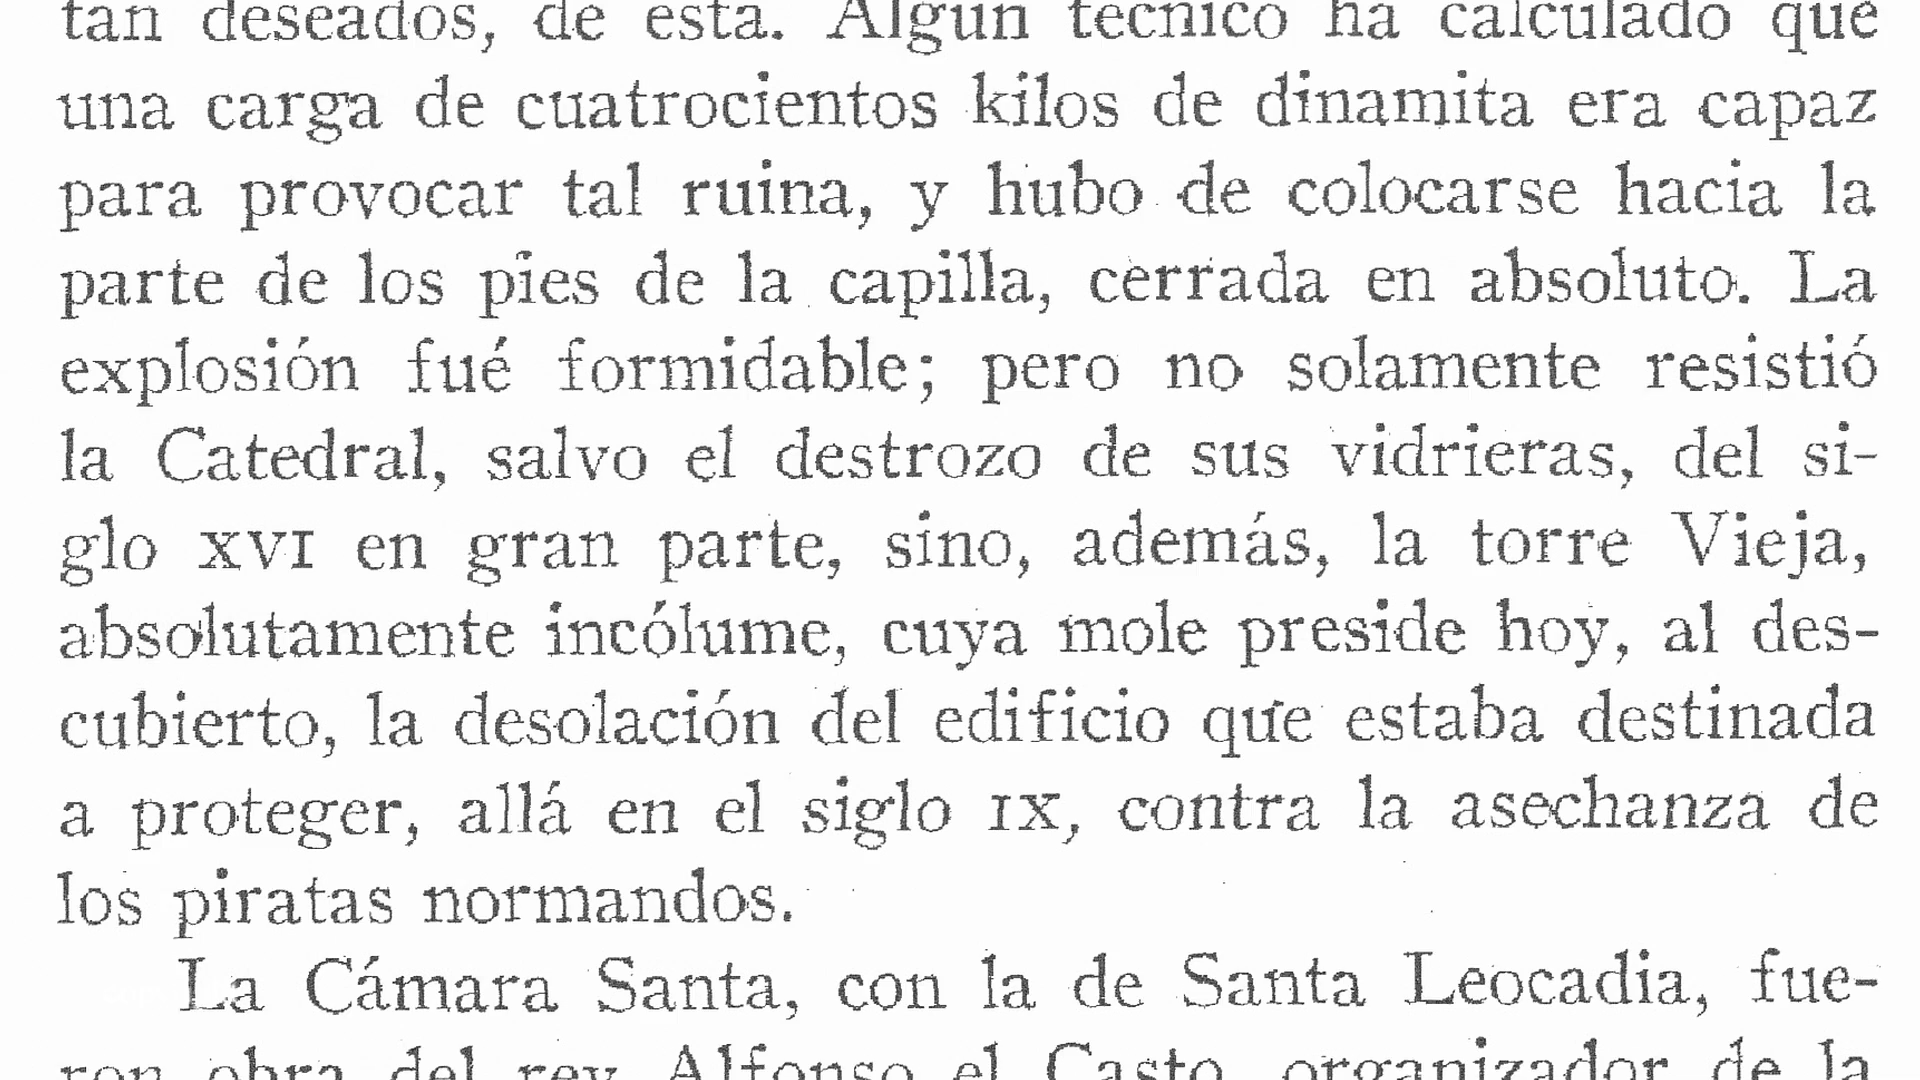 tan deseados, de esta. Algún técnico ha calculado que
una carga de cuatrocientos kilos de dinamita era capaz
para provocar tal ruina, y hubo de colocarse hacia la
parte de los pies de la capilla, cerrada en absoluto. La
explosión fué formidable; pero no solamente resistió
la Catedral, salvo el destrozo de sus vidrieras, del si-
glo XVI en gran parte, sino, además, la torre Vieja,
absolutamente incólume, cuya mole preside hoy, al des-
cubierto, la desolación del edificio que estaba destinada
a proteger, allá en el siglo IX, contra la asechanza de
los piratas normandos.
La Cámara Santa, con la de Santa Leocadia, fue-
ron obra del rey Alfonso el Casto, organizador de la